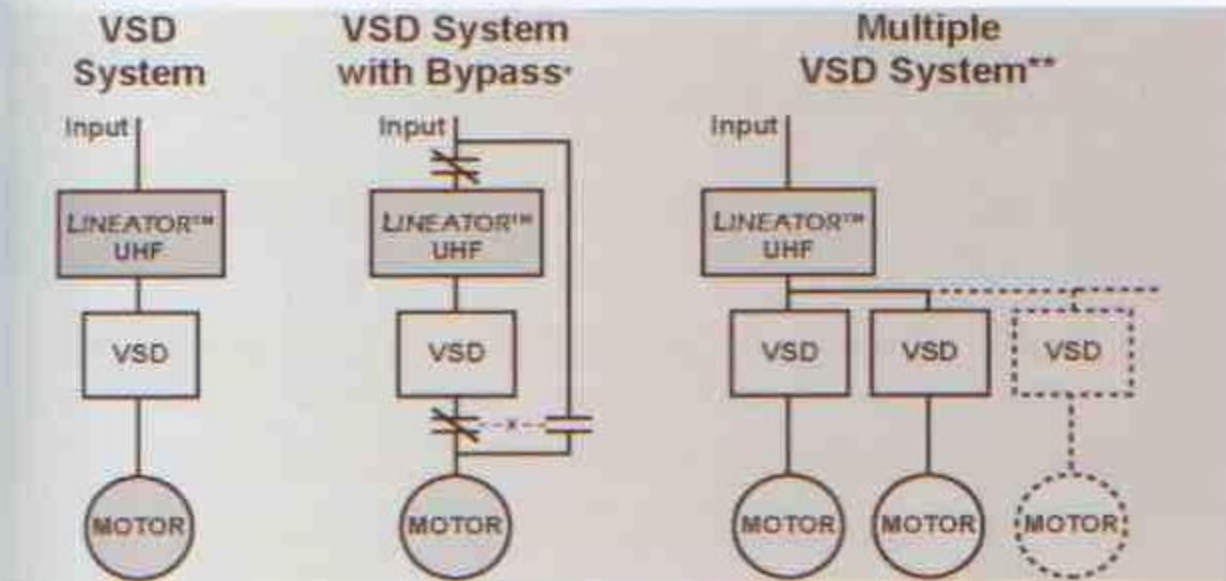 VSD
System
Input
LINEATOR™
UHF
VSD
MOTOR
VSD System
with Bypass*
Input
LINEATOR™
UHF
VSD
x
MOTOR
Multiple
VSD System**
Input
LINEATOR™
UHF
VSD VSD VSD
MOTOR MOTOR MOTOR